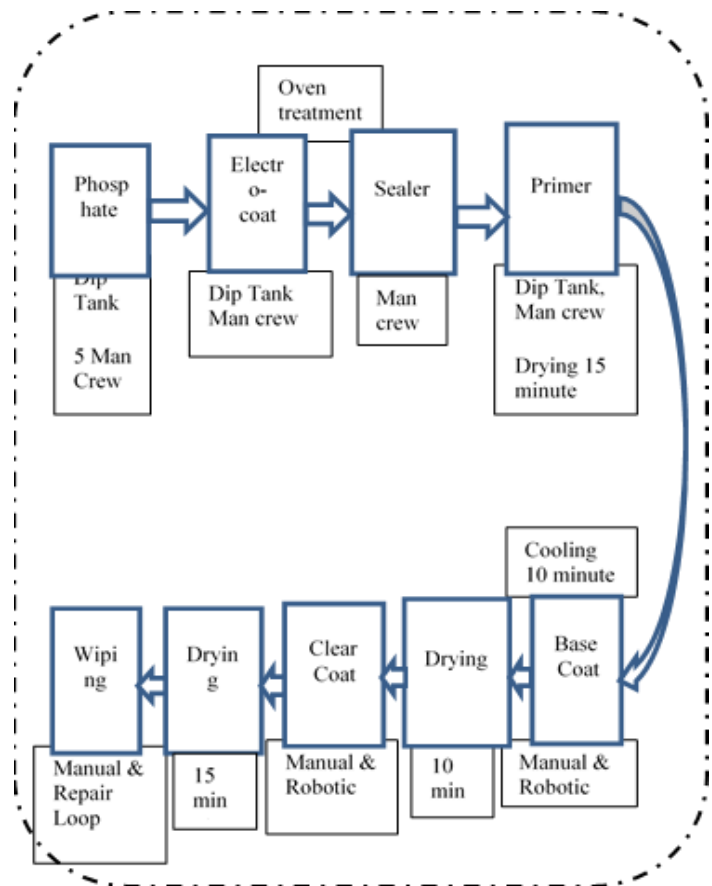 Oven
treatment
Phosp
hate
Electr
o-
coat
Sealer
Primer
Dip
Tank
5 Man
Crew
Dip Tank
Man crew
Man
crew
Dip Tank,
Man crew
Drying 15
minute
Cooling
10 minute
Wipi
ng
Dryin
g
Clear
Coat
Drying
Base
Coat
Manual &
Repair
Loop
15
min
Manual &
Robotic
10
min
Manual &
Robotic